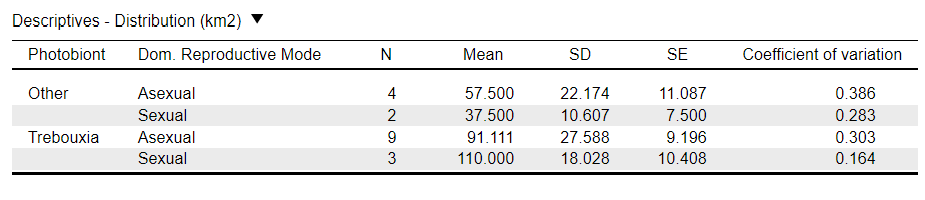 Descriptives - Distribution (km2) ▼
Photobiont Dom. Reproductive Mode N Mean SD SE Coefficient of variation
Other Asexual 4 57.500 22.174 11.087 0.386
Sexual 2 37.500 10.607 7.500 0.283
Trebouxia Asexual 9 91.111 27.588 9.196 0.303
Sexual 3 110.000 18.028 10.408 0.164